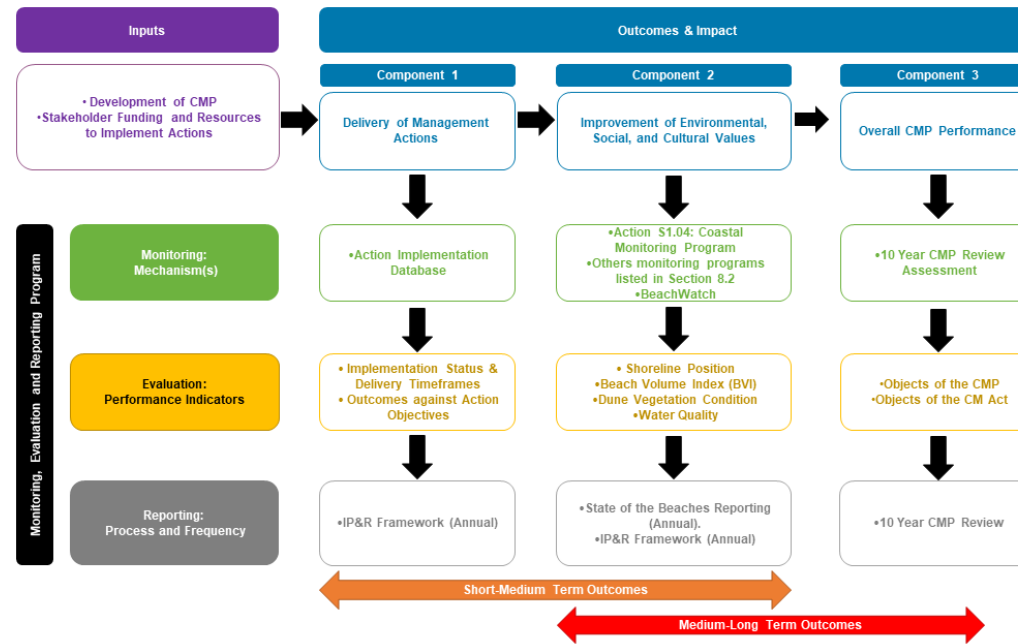 Inputs
Outcomes & Impact
Component 1
Component 2
Component 3
• Development of CMP
•Stakeholder Funding and Resources
to Implement Actions
Delivery of Management
Actions
Improvement of Environmental,
Social, and Cultural Values
Overall CMP Performance
Monitoring, Evaluation and Reporting Program
Monitoring:
Mechanism(s)
•Action Implementation
Database
•Action S1.04: Coastal
Monitoring Program
•Others monitoring programs
listed in Section 8.2
•BeachWatch
•10 Year CMP Review
Assessment
Evaluation:
Performance Indicators
• Implementation Status &
Delivery Timeframes
• Outcomes against Action
Objectives
• Shoreline Position
•Beach Volume Index (BVI)
•Dune Vegetation Condition
•Water Quality
•Objects of the CMP
•Objects of the CM Act
Reporting:
Process and Frequency
•IP&R Framework (Annual)
•State of the Beaches Reporting
(Annual).
•IP&R Framework (Annual)
•10 Year CMP Review
Short-Medium Term Outcomes
Medium-Long Term Outcomes